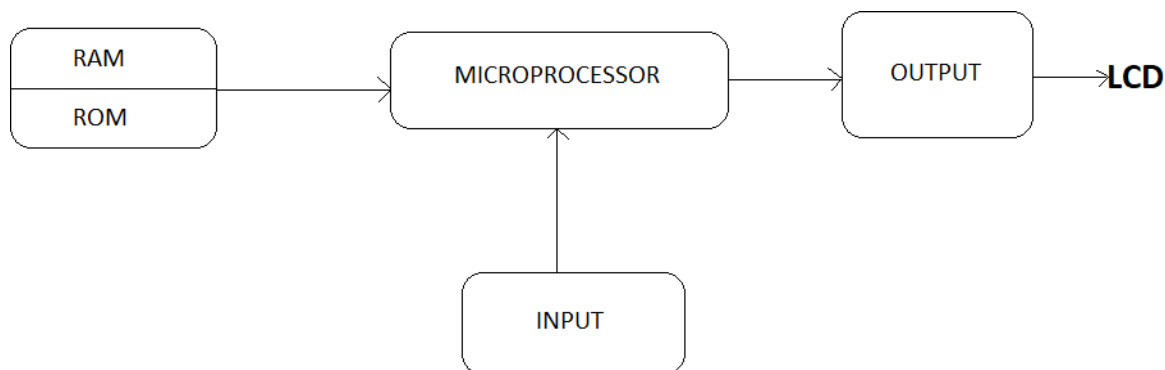 RAM
ROM
MICROPROCESSOR
OUTPUT
LCD
INPUT